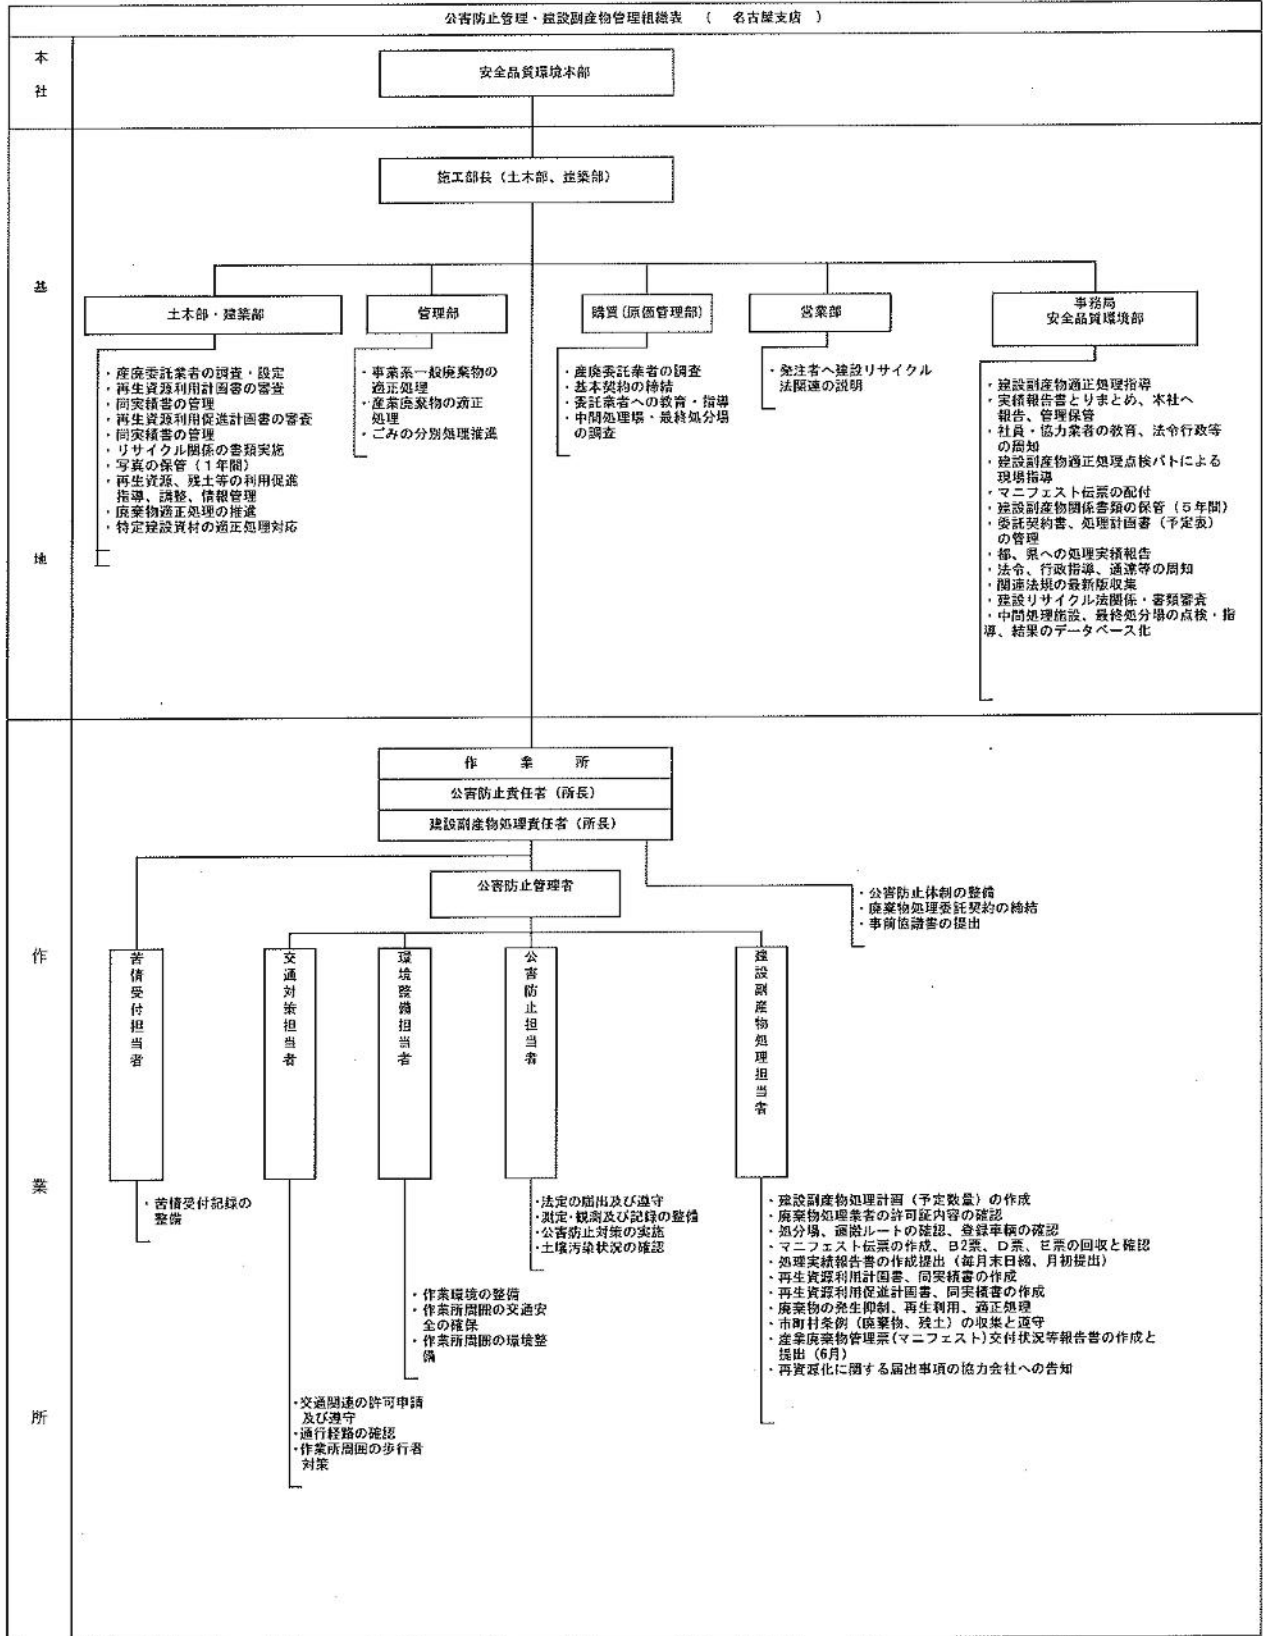 公害防止管理・建設副産物管理組織表 （ 名古屋支店 ）
本社
安全品質環境本部
基地
施工部長（土木部、建築部）
土木部・建築部
・産廃委託業者の調査・設定
・再生資源利用計画書の審査
・同実績書の管理
・再生資源利用促進計画書の審査
・同実績書の管理
・リサイクル関係の書類実施
・写真の保管（１年間）
・再生資源、残土等の利用促進
指導、調整、情報管理
・廃棄物適正処理の推進
・特定建設資材の適正処理対応
管理部
・事業系一般廃棄物の
適正処理
・産業廃棄物の適正
処理
・ごみの分別処理推進
購買(原価管理部)
・産廃委託業者の調査
・基本契約の締結
・委託業者への教育・指導
・中間処理場・最終処分場
の調査
営業部
・発注者へ建設リサイクル
法関連の説明
事務局
安全品質環境部
・建設副産物適正処理指導
・実績報告書とりまとめ、本社へ
報告、管理保管
・社員・協力業者の教育、法令行政等
の周知
・建設副産物適正処理点検パトによる
現場指導
・マニフェスト伝票の配付
・建設副産物関係書類の保管（５年間）
・委託契約書、処理計画書（予定表）
の管理
・都、県への処理実績報告
・法令、行政指導、通達等の周知
・関連法規の最新版収集
・建設リサイクル法関係・書類審査
・中間処理施設、最終処分場の点検・指
導、結果のデータベース化
作業所
作　業　所
公害防止責任者（所長）
建設副産物処理責任者（所長）
公害防止管理者
・公害防止体制の整備
・廃棄物処理委託契約の締結
・事前協議書の提出
苦情受付担当者
・苦情受付記録の
整備
交通対策担当者
・交通関連の許可申請
及び遵守
・通行経路の確認
・作業所周囲の歩行者
対策
環境整備担当者
・作業環境の整備
・作業所周囲の交通安
全の確保
・作業所周囲の環境整
備
公害防止担当者
・法定の届出及び遵守
・測定・観測及び記録の整備
・公害防止対策の実施
・土壌汚染状況の確認
建設副産物処理担当者
・建設副産物処理計画（予定数量）の作成
・廃棄物処理業者の許可証内容の確認
・処分場、運搬ルートの確認、登録車輌の確認
・マニフェスト伝票の作成、B2票、D票、E票の回収と確認
・処理実績報告書の作成提出（毎月末日締、月初提出）
・再生資源利用計画書、同実績書の作成
・再生資源利用促進計画書、同実績書の作成
・廃棄物の発生抑制、再生利用、適正処理
・市町村条例（廃棄物、残土）の収集と遵守
・産業廃棄物管理票(マニフェスト)交付状況等報告書の作成と
提出（6月）
・再資源化に関する届出事項の協力会社への告知